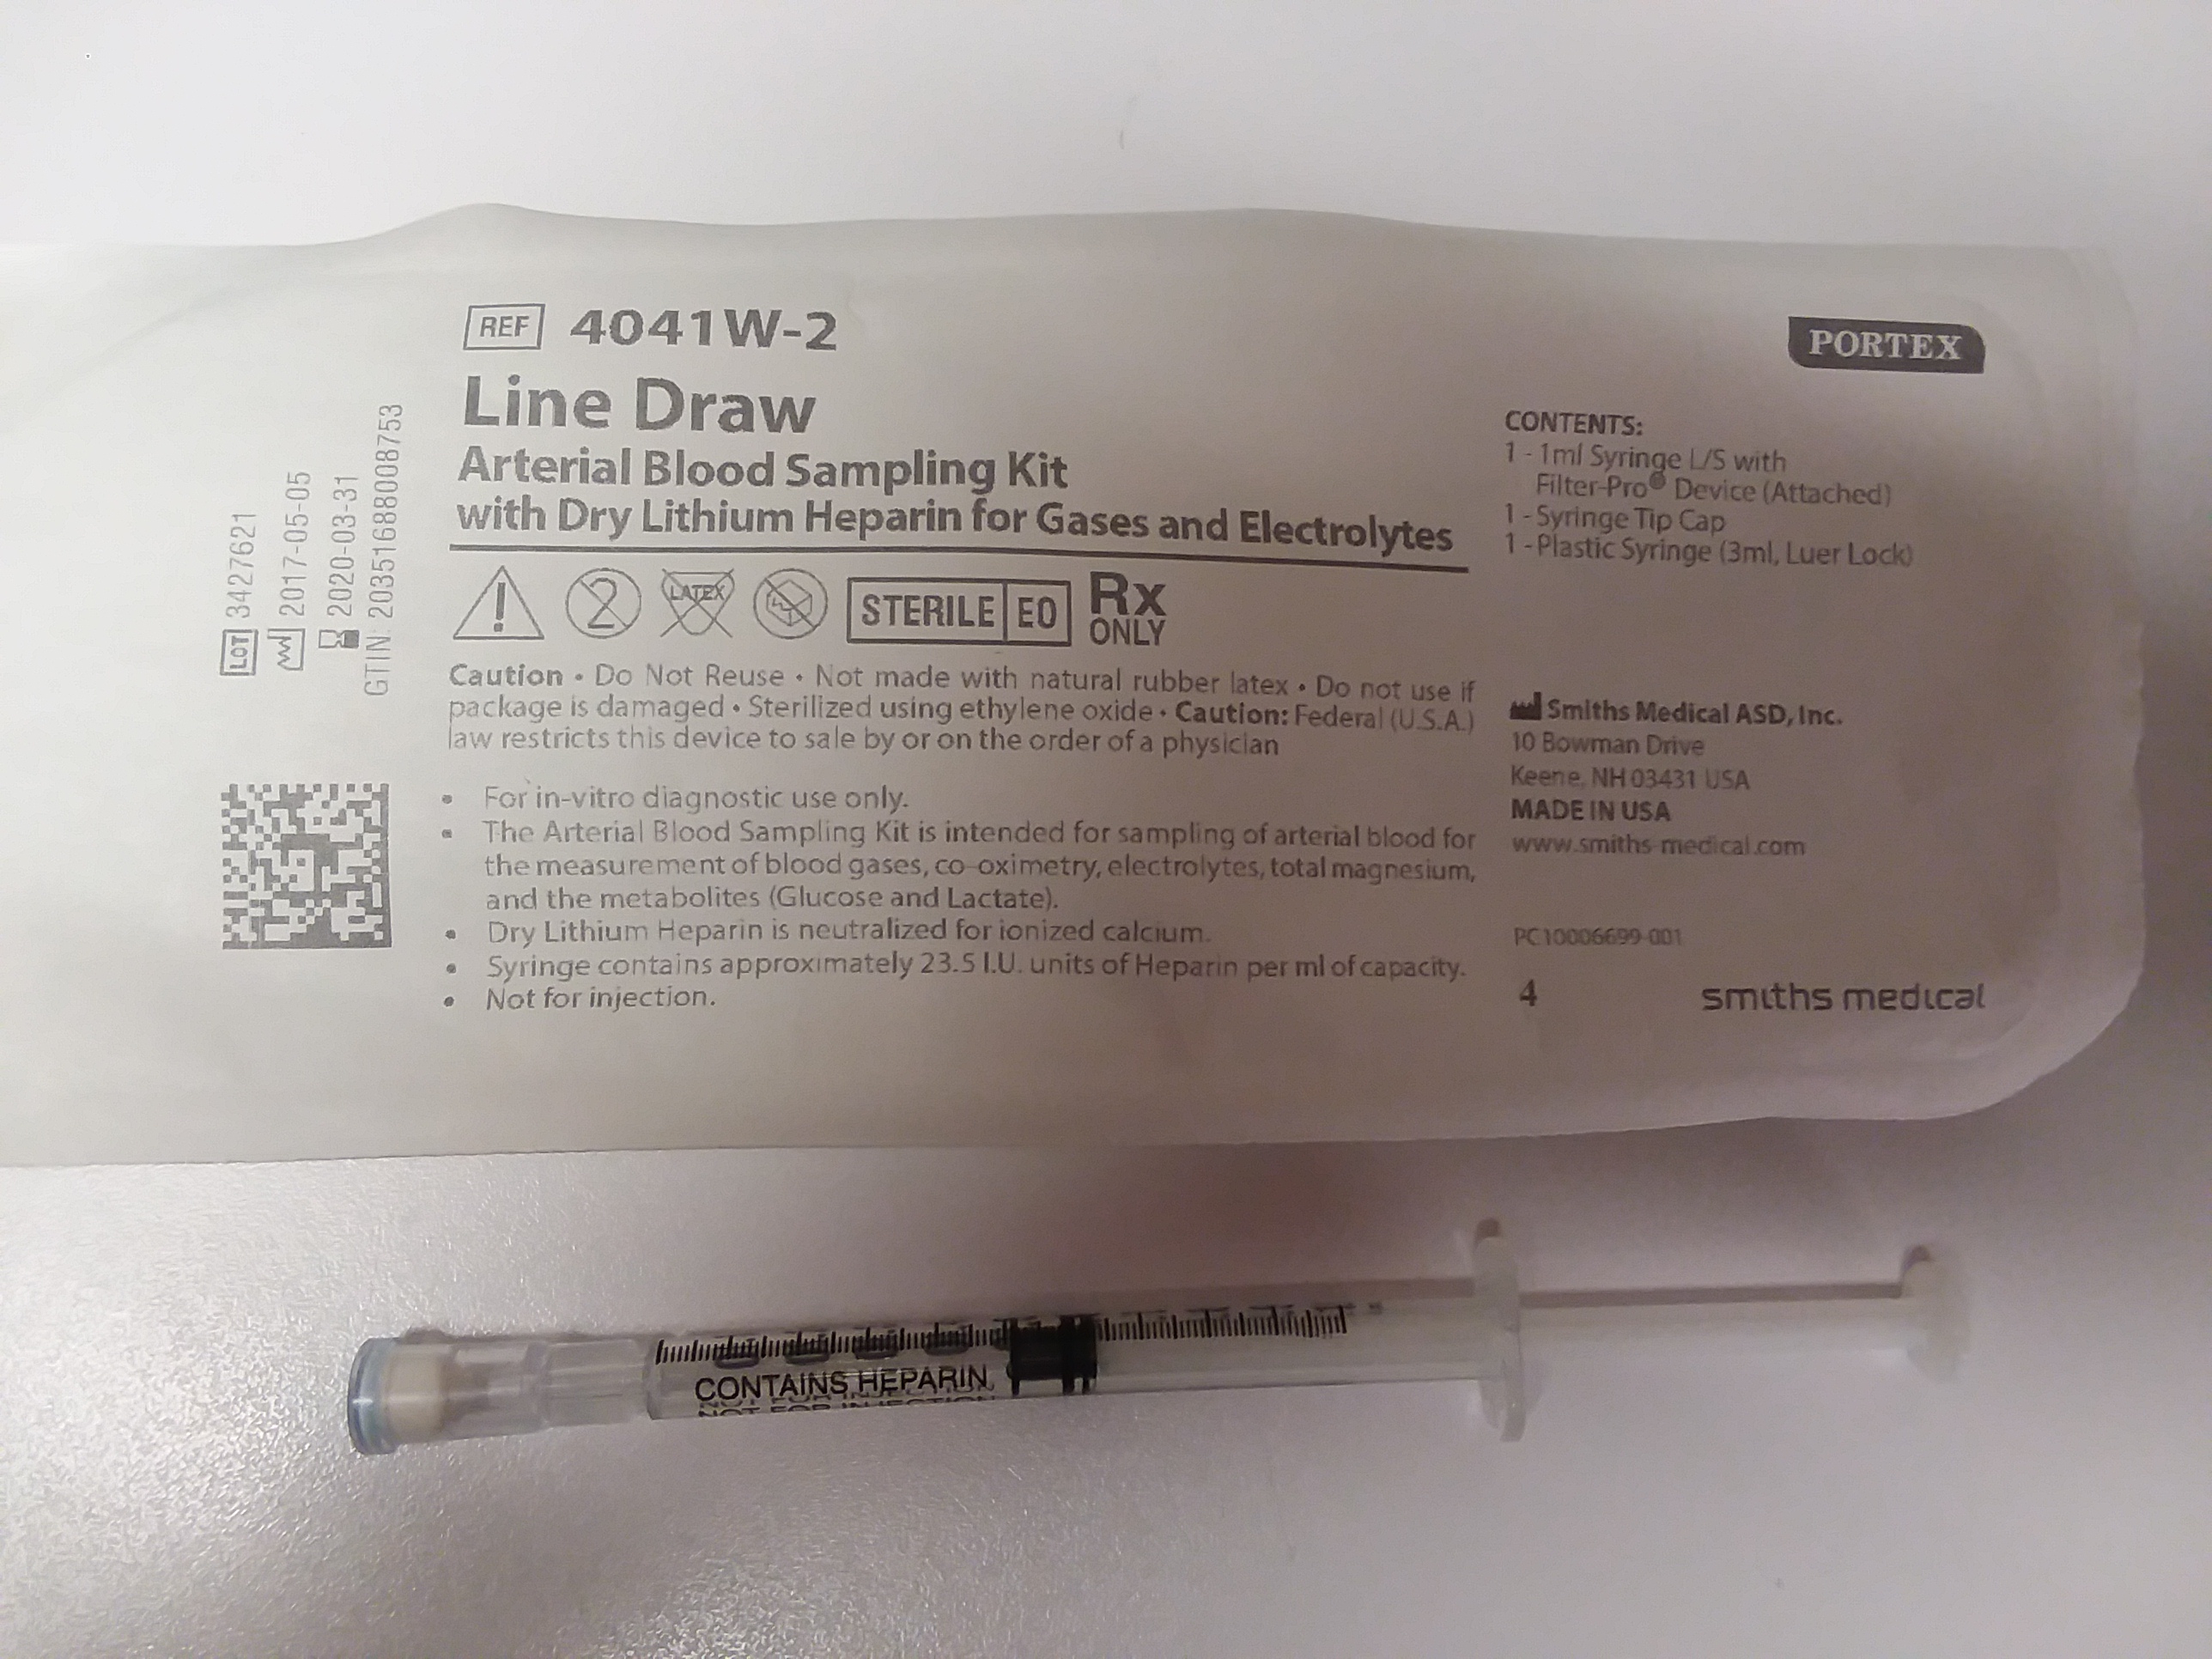 REF 4041W-2
Line Draw
Arterial Blood Sampling Kit
with Dry Lithium Heparin for Gases and Electrolytes
LOT 3427621
2017-05-05
2020-03-31
GTIN: 20351688008753
2 LATEX STERILE EO Rx
ONLY
Caution • Do Not Reuse • Not made with natural rubber latex • Do not use if
package is damaged • Sterilized using ethylene oxide • Caution: Federal (U.S.A.)
law restricts this device to sale by or on the order of a physician
• For in-vitro diagnostic use only.
• The Arterial Blood Sampling Kit is intended for sampling of arterial blood for
the measurement of blood gases, co-oximetry, electrolytes, total magnesium,
and the metabolites (Glucose and Lactate).
• Dry Lithium Heparin is neutralized for ionized calcium.
• Syringe contains approximately 23.5 I.U. units of Heparin per ml of capacity.
• Not for injection.
PORTEX
CONTENTS:
1 - 1ml Syringe L/S with
Filter-Pro® Device (Attached)
1 - Syringe Tip Cap
1 - Plastic Syringe (3ml, Luer Lock)
Smiths Medical ASD, Inc.
10 Bowman Drive
Keene, NH 03431 USA
MADE IN USA
www.smiths-medical.com
PC10006699-001
4
smiths medical
CONTAINS HEPARIN
NOT FOR INJECTION